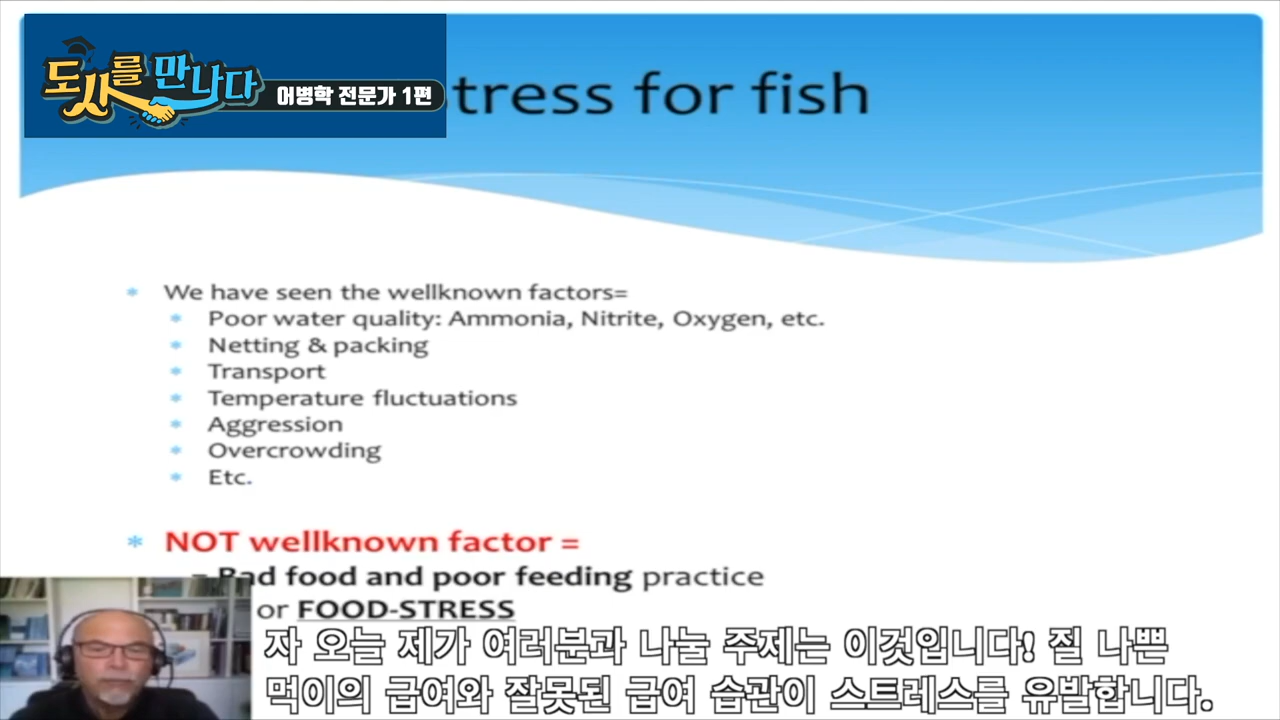 도사를 만나다
어병학 전문가 1편
tress for fish
We have seen the wellknown factors=
Poor water quality: Ammonia, Nitrite, Oxygen, etc.
Netting & packing
Transport
Temperature fluctuations
Aggression
Overcrowding
Etc.
NOT wellknown factor =
= Bad food and poor feeding practice
or FOOD-STRESS
자 오늘 제가 여러분과 나눌 주제는 이것입니다! 질 나쁜
먹이의 급여와 잘못된 급여 습관이 스트레스를 유발합니다.